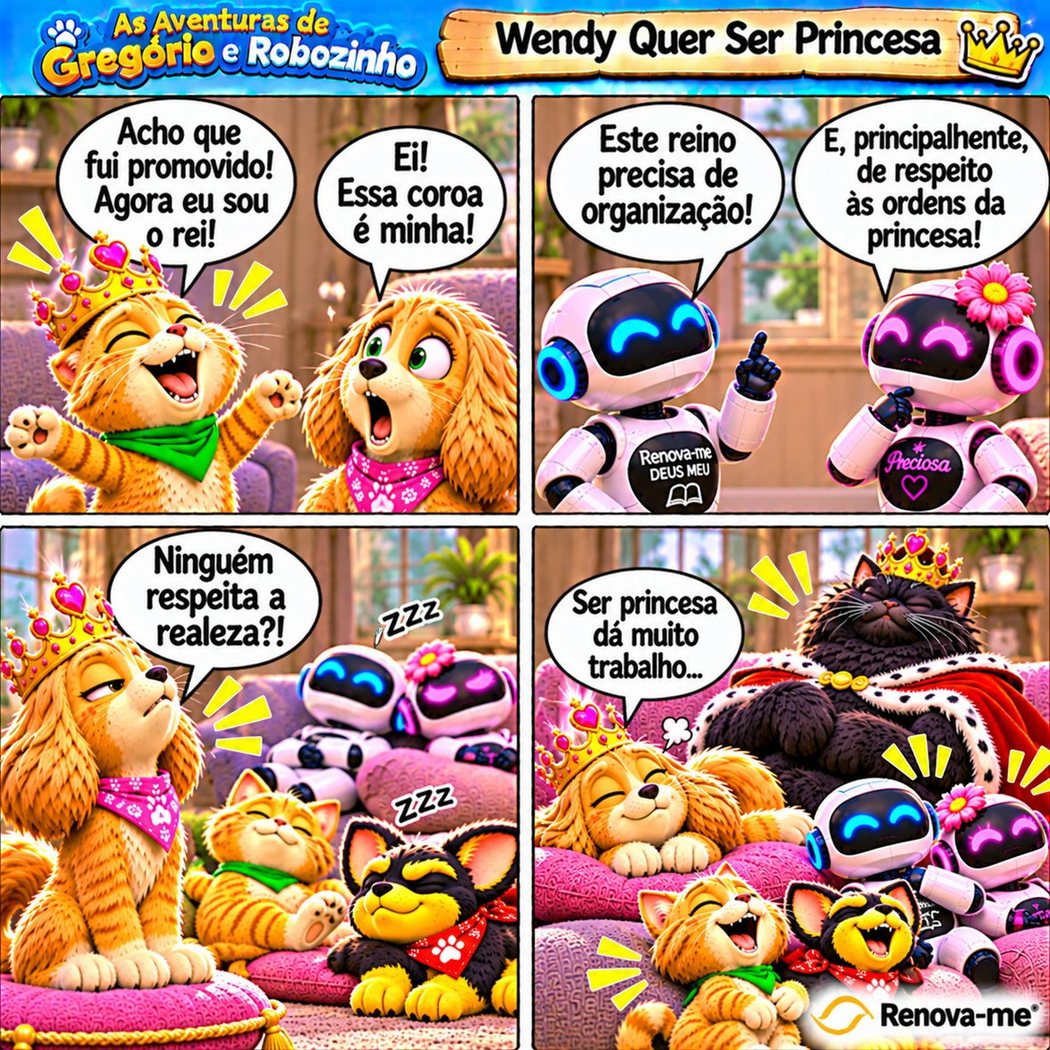 As Aventuras de
Gregório e Robozinho
Wendy Quer Ser Princesa
Acho que
fui promovido!
Agora eu sou
o rei!
Ei!
Essa coroa
é minha!
Este reino
precisa de
organização!
E, principalhente,
de respeito
às ordens da
princesa!
Renova-me
DEUS MEU
Preciosa
Ninguém
respeita a
realeza?!
zzz
zzz
Ser princesa
dá muito
trabalho...
Renova-me®